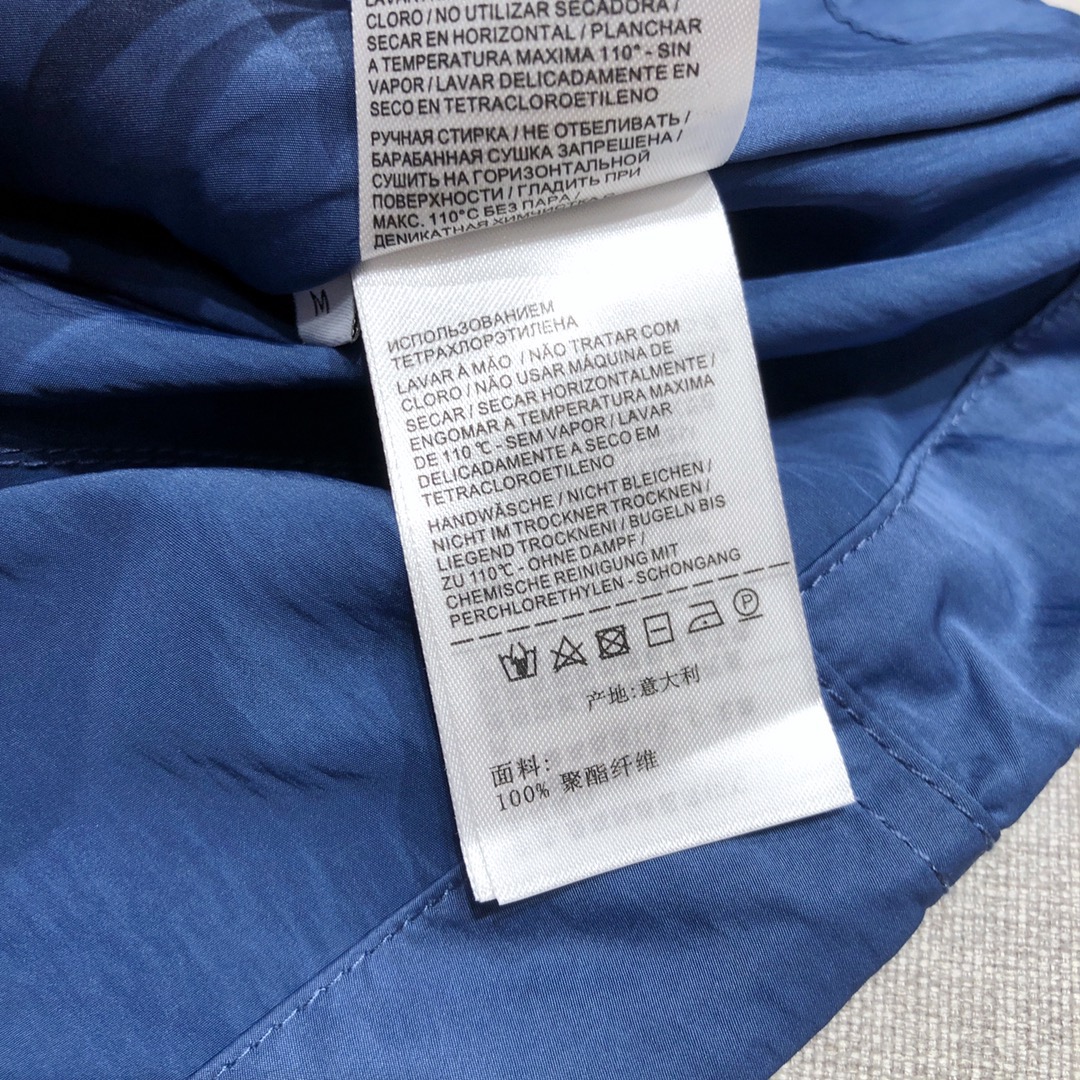 CLORO / NO UTILIZAR SECADORA /
SECAR EN HORIZONTAL / PLANCHAR
A TEMPERATURA MAXIMA 110° - SIN
VAPOR / LAVAR DELICADAMENTE EN
SECO EN TETRACLOROETILENO
РУЧНАЯ СТИРКА / НЕ ОТБЕЛИВАТЬ /
БАРАБАННАЯ СУШКА ЗАПРЕЩЕНА /
СУШИТЬ НА ГОРИЗОНТАЛЬНОЙ
ПОВЕРХНОСТИ / ГЛАДИТЬ ПРИ
МАКС. 110°C БЕЗ ПАРА /
M
ИСПОЛЬЗОВАНИЕМ
ТЕТРАХЛОРЭТИЛЕНА
LAVAR À MÃO / NÃO TRATAR COM
CLORO / NÃO USAR MÁQUINA DE
SECAR / SECAR HORIZONTALMENTE /
ENGOMAR A TEMPERATURA MAXIMA
DE 110 ℃ - SEM VAPOR / LAVAR
DELICADAMENTE A SECO EM
TETRACLOROETILENO
HANDWÄSCHE / NICHT BLEICHEN /
NICHT IM TROCKNER TROCKNEN /
LIEGEND TROCKNENI / BÜGELN BIS
ZU 110℃ - OHNE DAMPF /
CHEMISCHE REINIGUNG MIT
PERCHLORETHYLEN - SCHONGANG
P
产地:意大利
面料:
100% 聚酯纤维